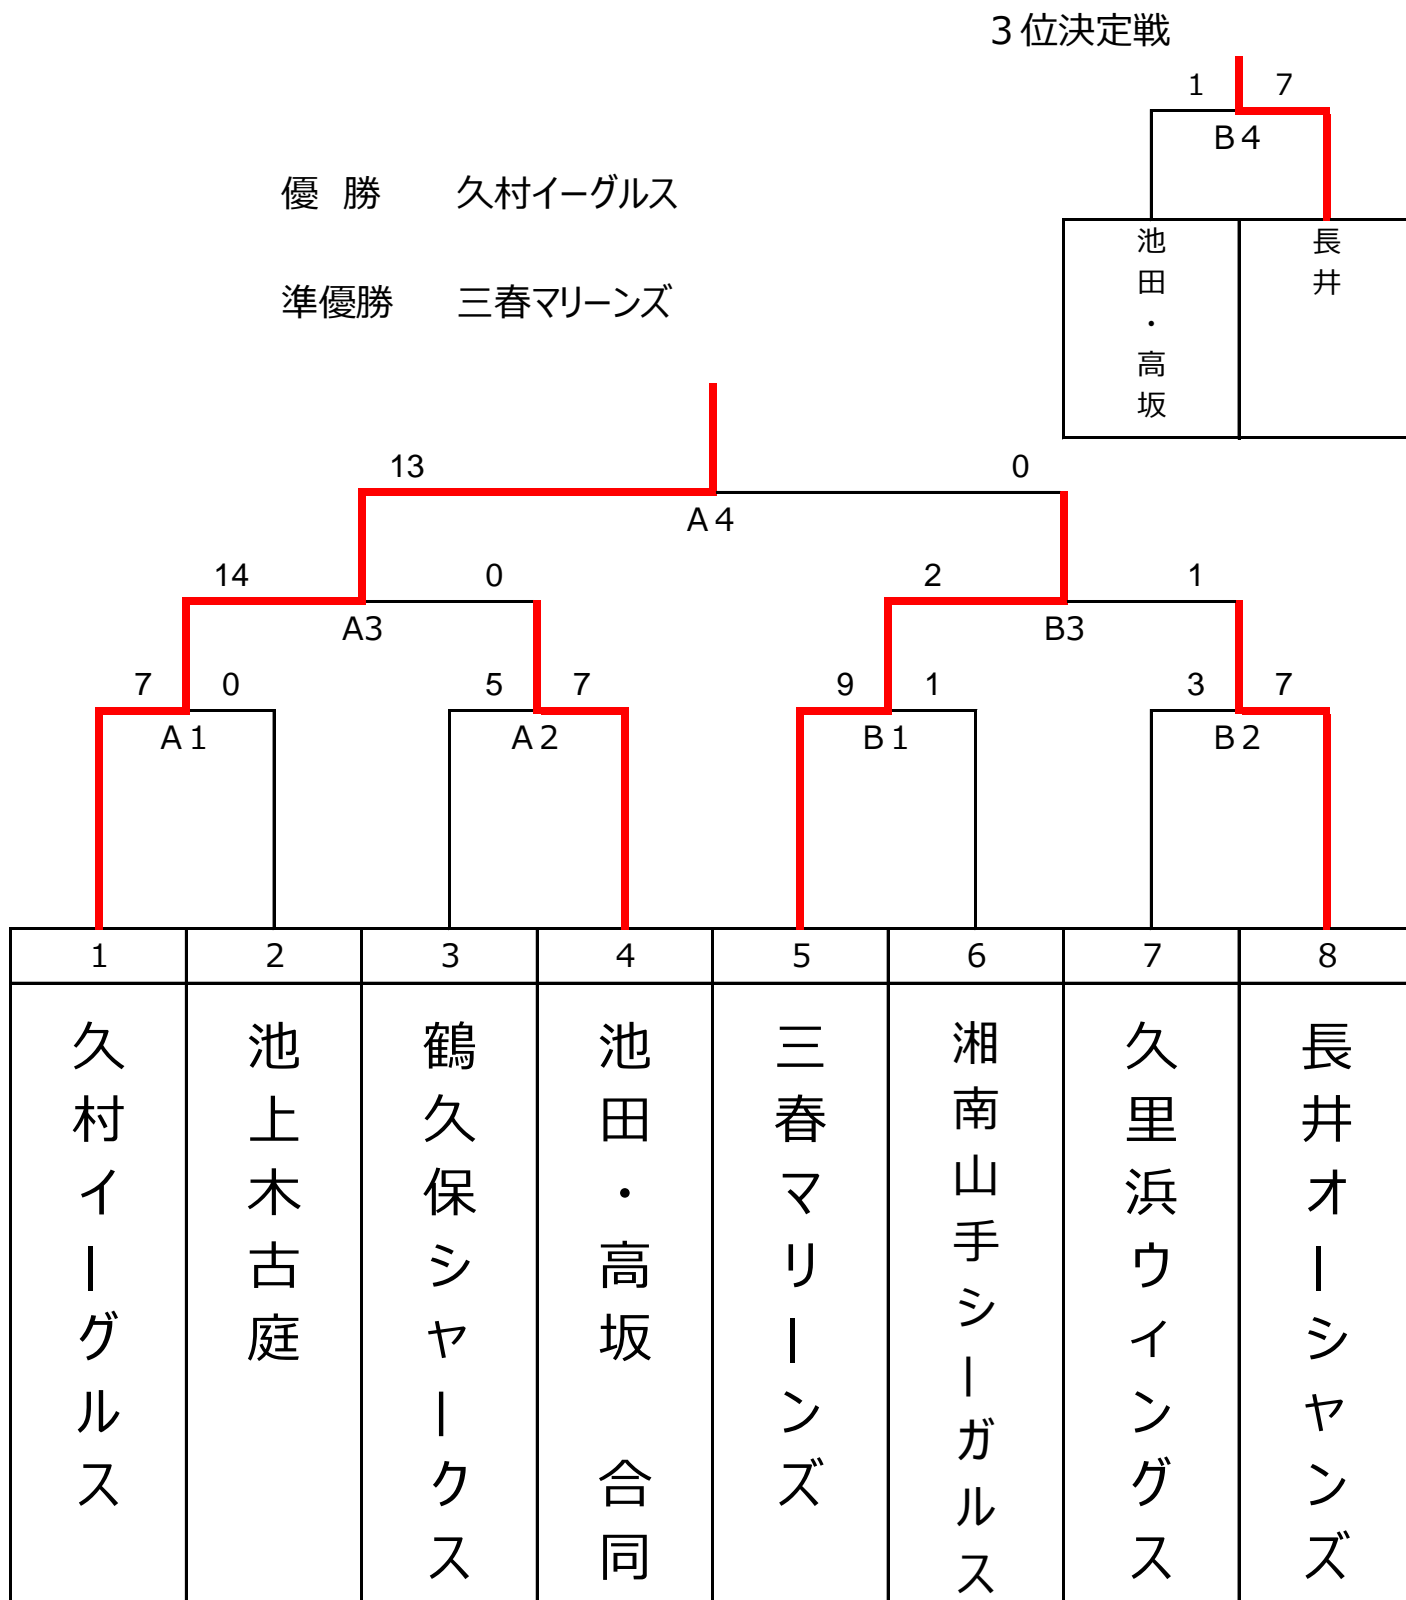 ３位決定戦
1 7
Ｂ４
池田・高坂
長井
優 勝 久村イーグルス
準優勝 三春マリーンズ
13 0
Ａ４
14 0 2 1
A3 B3
7 0 5 7 9 1 3 7
Ａ１ Ａ２ Ｂ１ Ｂ２
1 2 3 4 5 6 7 8
久村イーグルス
池上木古庭
鶴久保シャークス
池田・高坂 合同
三春マリーンズ
湘南山手シーガルス
久里浜ウィングス
長井オーシャンズ